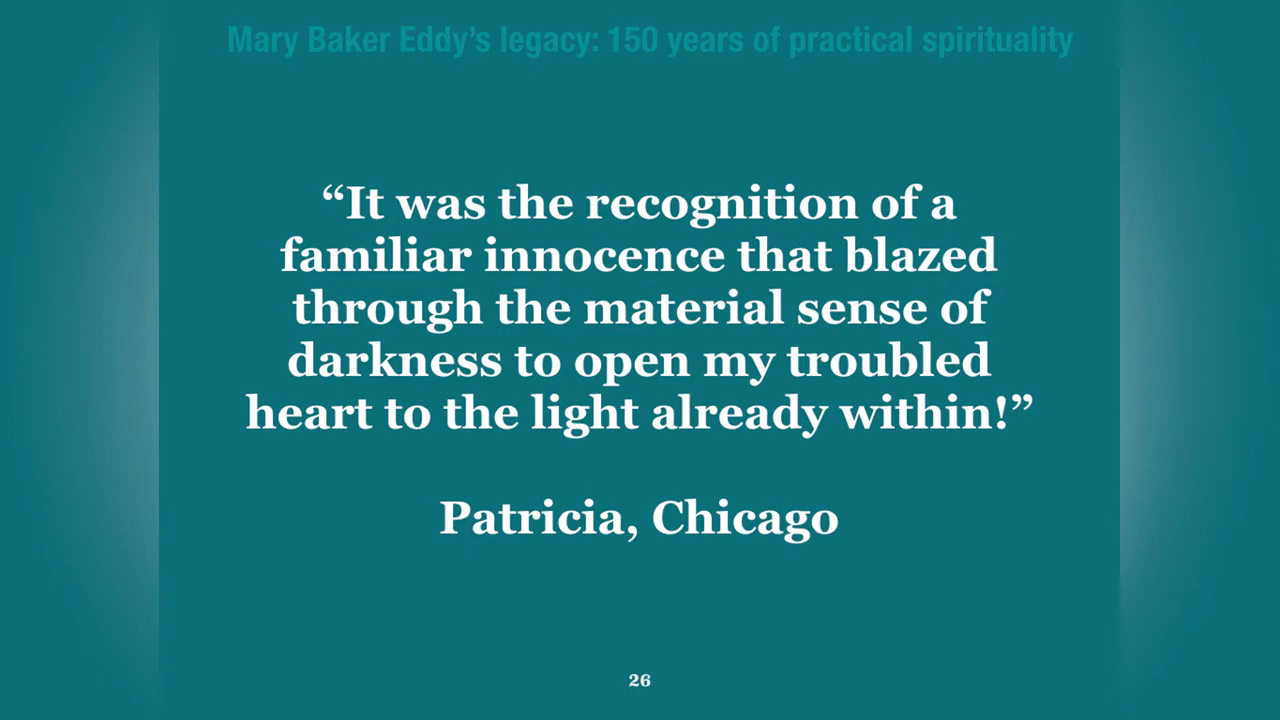 Mary Baker Eddy’s legacy: 150 years of practical spirituality
“It was the recognition of a
familiar innocence that blazed
through the material sense of
darkness to open my troubled
heart to the light already within!”
Patricia, Chicago
26